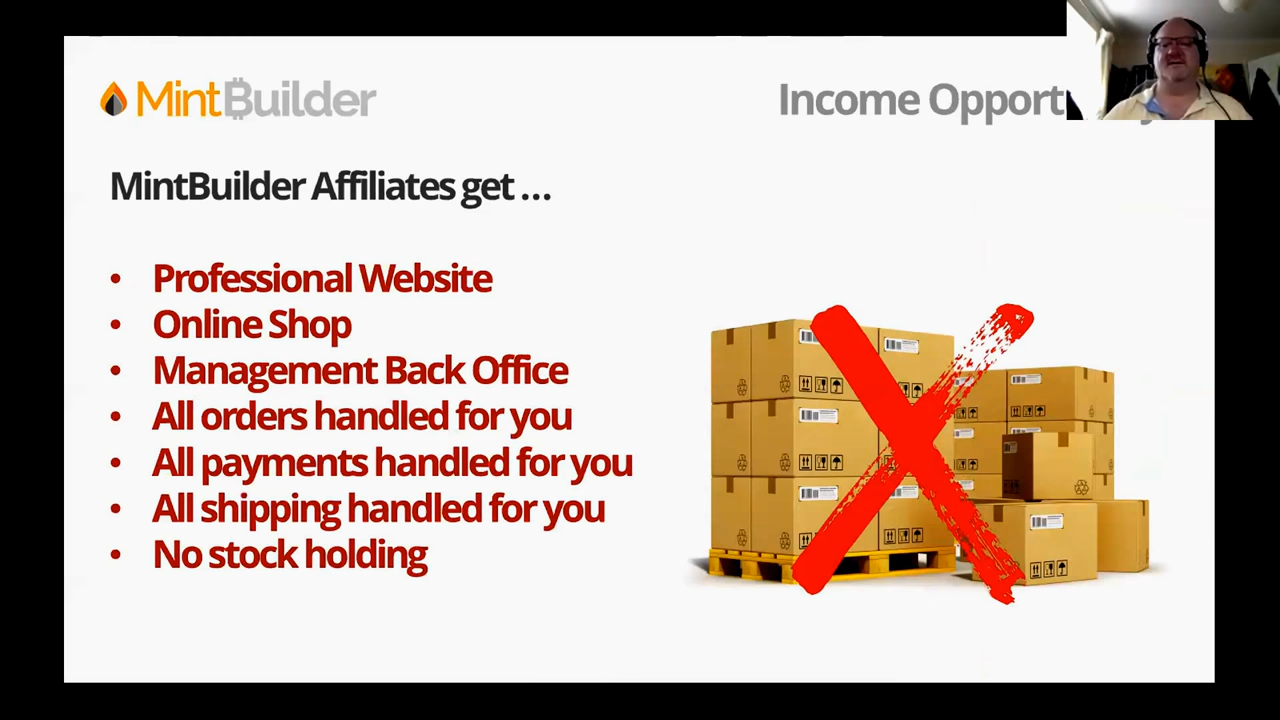 MintBuilder
Income
MintBuilder Affiliates get ...
• Professional Website
• Online Shop
• Management Back Office
• All orders handled for you
• All payments handled for you
• All shipping handled for you
• No stock holding